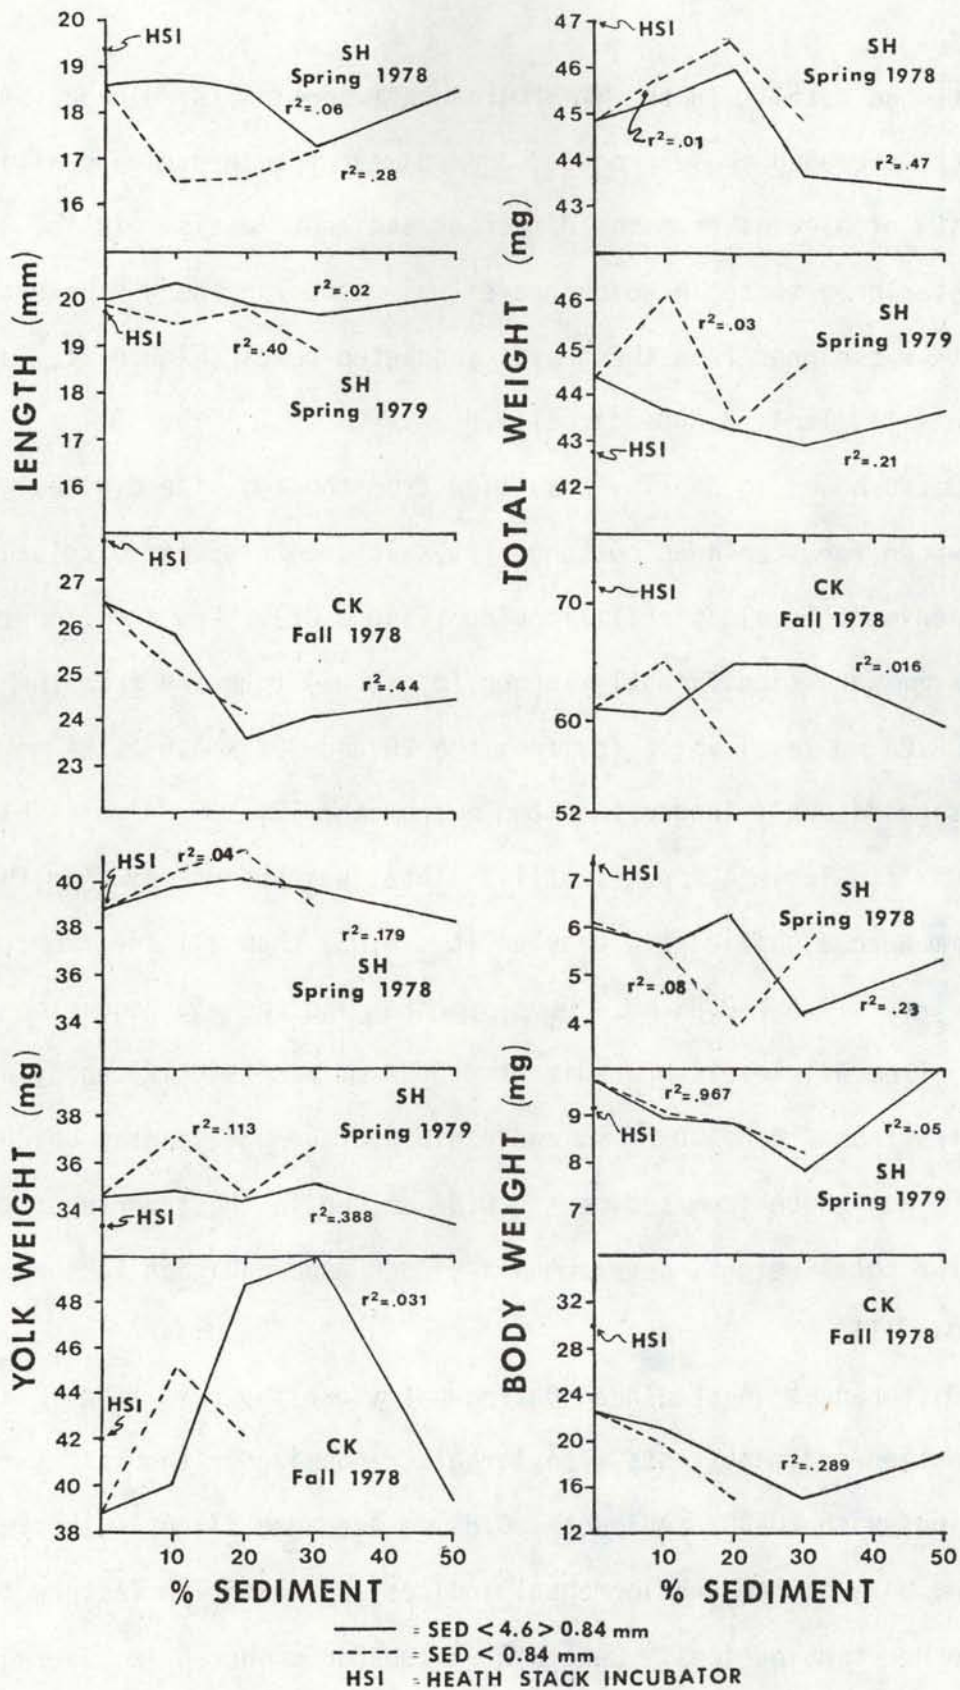 LENGTH (mm)
20
19
18
17
16
HSI
SH
Spring 1978
r²=.06
r²=.28
20
19
18
17
16
HSI
r²=.02
r²=.40
SH
Spring 1979
27
26
25
24
23
HSI
CK
Fall 1978
r²=.44
TOTAL WEIGHT (mg)
47
46
45
44
43
HSI
SH
Spring 1978
r²=.01
r²=.47
46
45
44
43
42
HSI
SH
Spring 1979
r²=.03
r²=.21
70
60
52
HSI
CK
Fall 1978
r²=.016
YOLK WEIGHT (mg)
40
38
36
34
HSI
r²=.04
r²=.179
SH
Spring 1978
38
36
34
HSI
SH
Spring 1979
r²=.113
r²=.388
48
46
44
42
40
38
HSI
r²=.031
CK
Fall 1978
10 20 30 40 50
% SEDIMENT
BODY WEIGHT (mg)
7
6
5
4
HSI
SH
Spring 1978
r²=.08
r²=.23
9
8
7
HSI
r²=.967
r²=.05
SH
Spring 1979
32
28
24
20
16
12
HSI
CK
Fall 1978
r²=.289
10 20 30 40 50
% SEDIMENT
= SED < 4.6 > 0.84 mm
= SED < 0.84 mm
HSI = HEATH STACK INCUBATOR